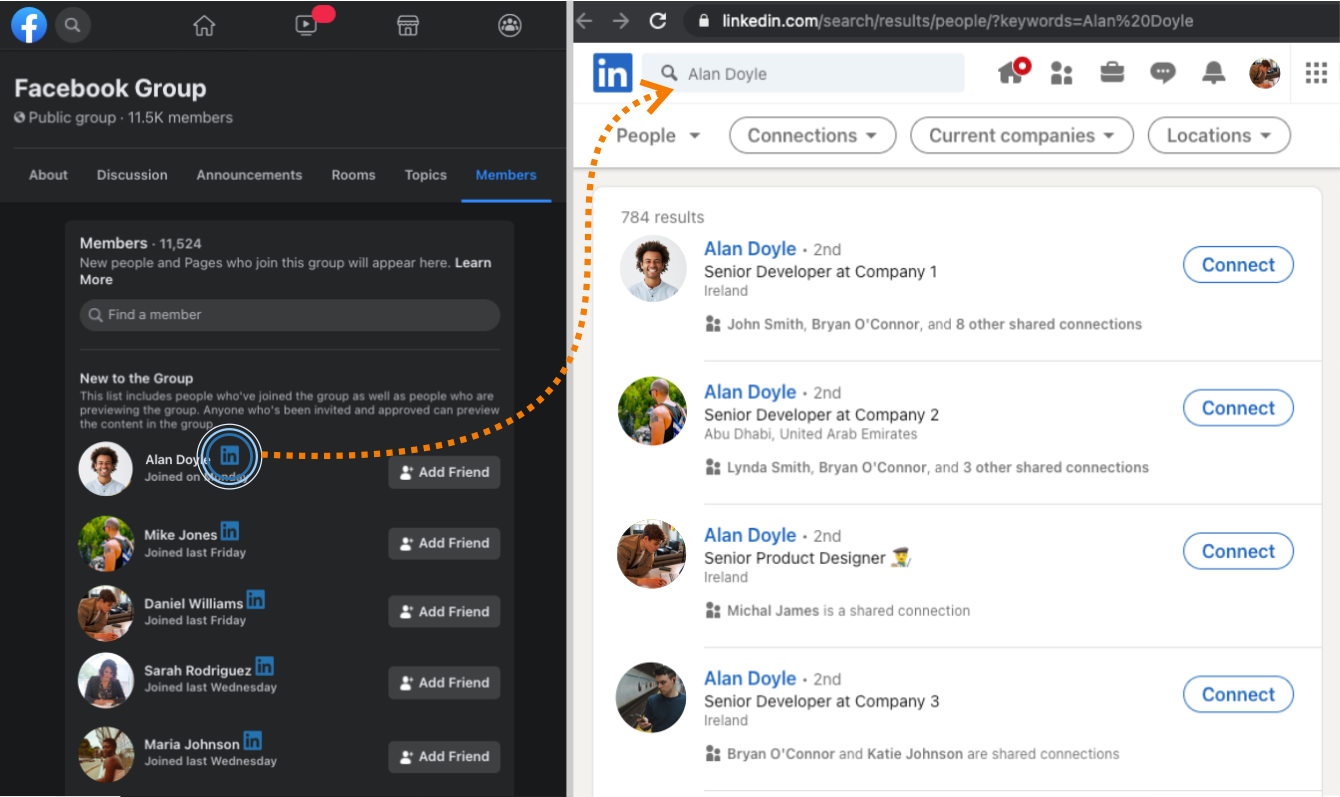 Facebook Group
Public group · 11.5K members
About Discussion Announcements Rooms Topics Members
Members · 11,524
New people and Pages who join this group will appear here. Learn
More
Find a member
New to the Group
This list includes people who've joined the group as well as people who are
previewing the group. Anyone who's been invited and approved can preview
the content in the group.
Alan Doyle in
Joined on Monday
Add Friend
Mike Jones in
Joined last Friday
Add Friend
Daniel Williams in
Joined last Friday
Add Friend
Sarah Rodriguez in
Joined last Wednesday
Add Friend
Maria Johnson in
Joined last Wednesday
Add Friend
linkedin.com/search/results/people/?keywords=Alan%20Doyle
in Alan Doyle
People Connections Current companies Locations
784 results
Alan Doyle · 2nd
Senior Developer at Company 1
Ireland
John Smith, Bryan O'Connor, and 8 other shared connections
Connect
Alan Doyle · 2nd
Senior Developer at Company 2
Abu Dhabi, United Arab Emirates
Lynda Smith, Bryan O'Connor, and 3 other shared connections
Connect
Alan Doyle · 2nd
Senior Product Designer
Ireland
Michal James is a shared connection
Connect
Alan Doyle · 2nd
Senior Developer at Company 3
Ireland
Bryan O'Connor and Katie Johnson are shared connections
Connect